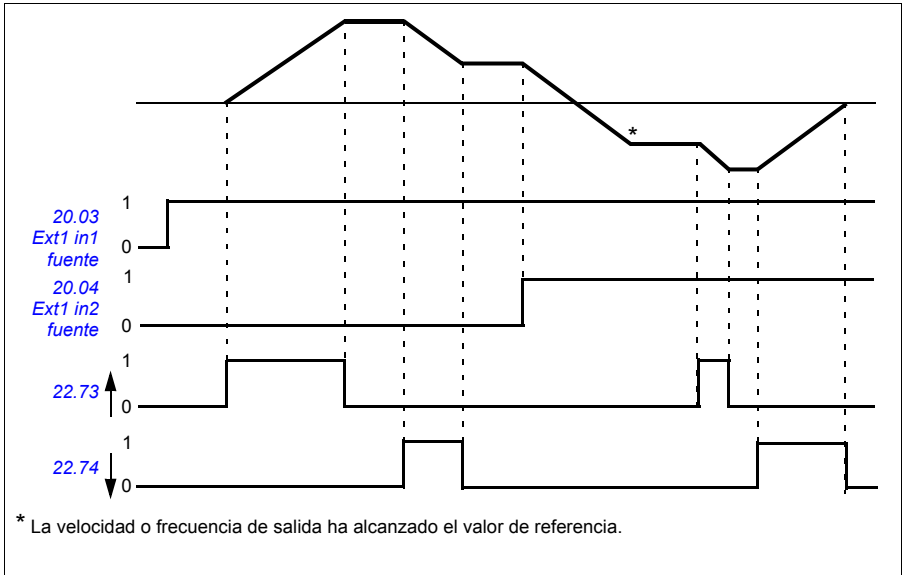 *
1
20.03
Ext1 in1
fuente
0
1
20.04
Ext1 in2
fuente
0
1
22.73
0
1
22.74
0
* La velocidad o frecuencia de salida ha alcanzado el valor de referencia.